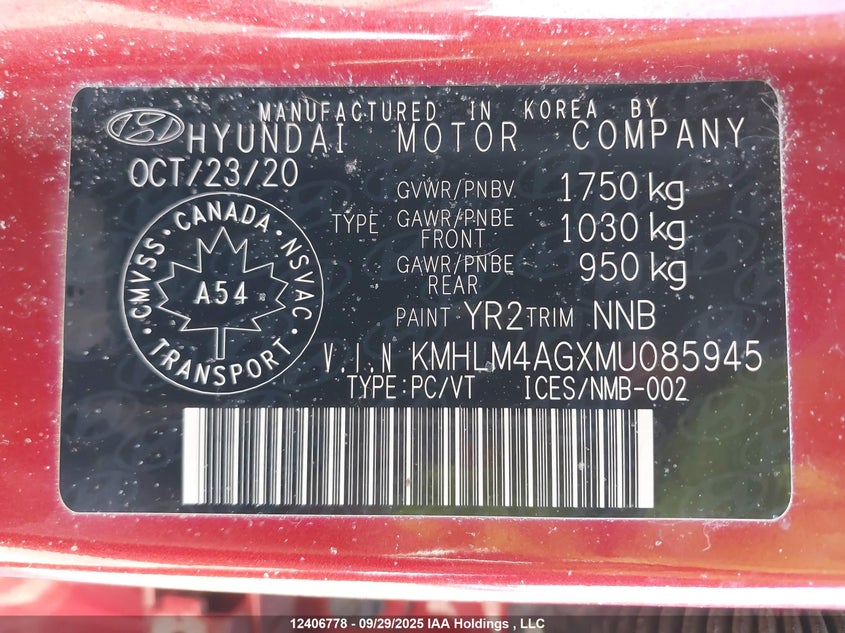 MANUFACTURED IN KOREA BY
HYUNDAI MOTOR COMPANY
OCT/23/20
GVWR/PNBV 1750 kg
TYPE GAWR/PNBE FRONT 1030 kg
GAWR/PNBE REAR 950 kg
PAINT YR2 TRIM NNB
CMVSS · CANADA · NSVAC · TRANSPORT ·
A54
V.I.N KMHLM4AGXMU085945
TYPE:PC/VT ICES/NMB-002
12406778 - 09/29/2025 IAA Holdings , LLC